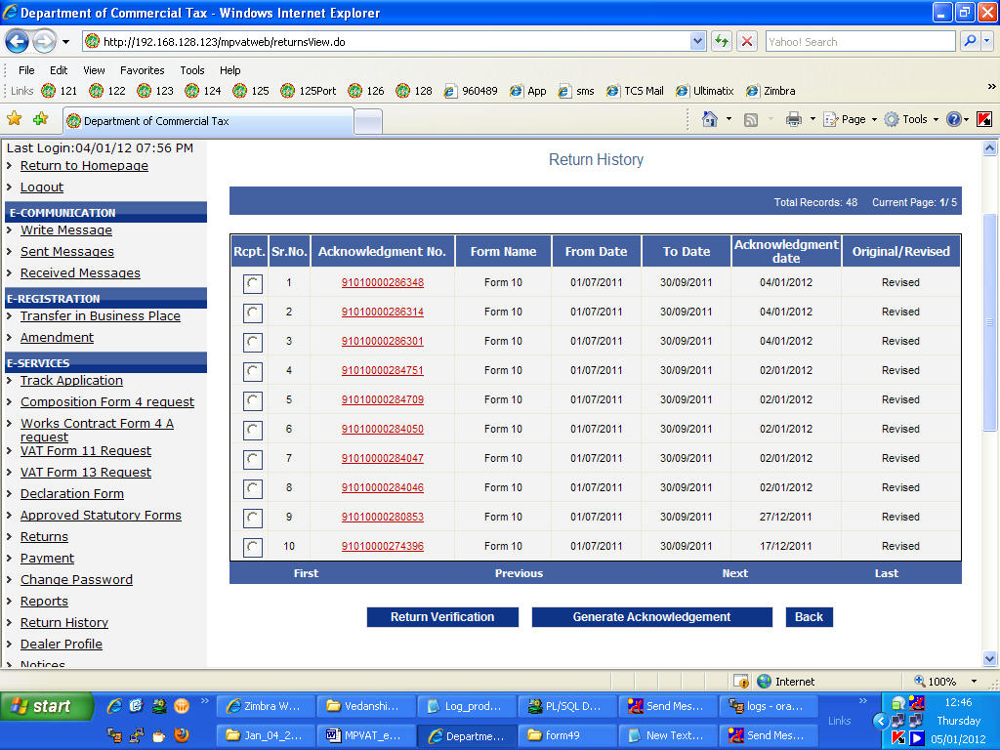 Department of Commercial Tax - Windows Internet Explorer
http://192.168.128.123/mpvatweb/returnsView.do
Yahoo! Search
File Edit View Favorites Tools Help
Links 121 122 123 124 125 125Port 126 128 960489 App sms TCS Mail Ultimatix Zimbra
Department of Commercial Tax
Page Tools
Last Login:04/01/12 07:56 PM
Return to Homepage
Logout
E-COMMUNICATION
Write Message
Sent Messages
Received Messages
E-REGISTRATION
Transfer in Business Place
Amendment
E-SERVICES
Track Application
Composition Form 4 request
Works Contract Form 4 A
request
VAT Form 11 Request
VAT Form 13 Request
Declaration Form
Approved Statutory Forms
Returns
Payment
Change Password
Reports
Return History
Dealer Profile
Notices
Return History
Total Records: 48 Current Page: 1/ 5
Rcpt. Sr.No. Acknowledgment No. Form Name From Date To Date Acknowledgment date Original/Revised
1 91010000286348 Form 10 01/07/2011 30/09/2011 04/01/2012 Revised
2 91010000286314 Form 10 01/07/2011 30/09/2011 04/01/2012 Revised
3 91010000286301 Form 10 01/07/2011 30/09/2011 04/01/2012 Revised
4 91010000284751 Form 10 01/07/2011 30/09/2011 02/01/2012 Revised
5 91010000284709 Form 10 01/07/2011 30/09/2011 02/01/2012 Revised
6 91010000284050 Form 10 01/07/2011 30/09/2011 02/01/2012 Revised
7 91010000284047 Form 10 01/07/2011 30/09/2011 02/01/2012 Revised
8 91010000284046 Form 10 01/07/2011 30/09/2011 02/01/2012 Revised
9 91010000280853 Form 10 01/07/2011 30/09/2011 27/12/2011 Revised
10 91010000274396 Form 10 01/07/2011 30/09/2011 17/12/2011 Revised
First Previous Next Last
Return Verification Generate Acknowledgement Back
Internet 100%
start
Zimbra W... Vedanshi... Log_prod... PL/SQL D... Send Mes... logs - ora...
Jan_04_2... MPVAT_e... Departme... form49 New Text... Send Mes...
Links
12:46
Thursday
05/01/2012